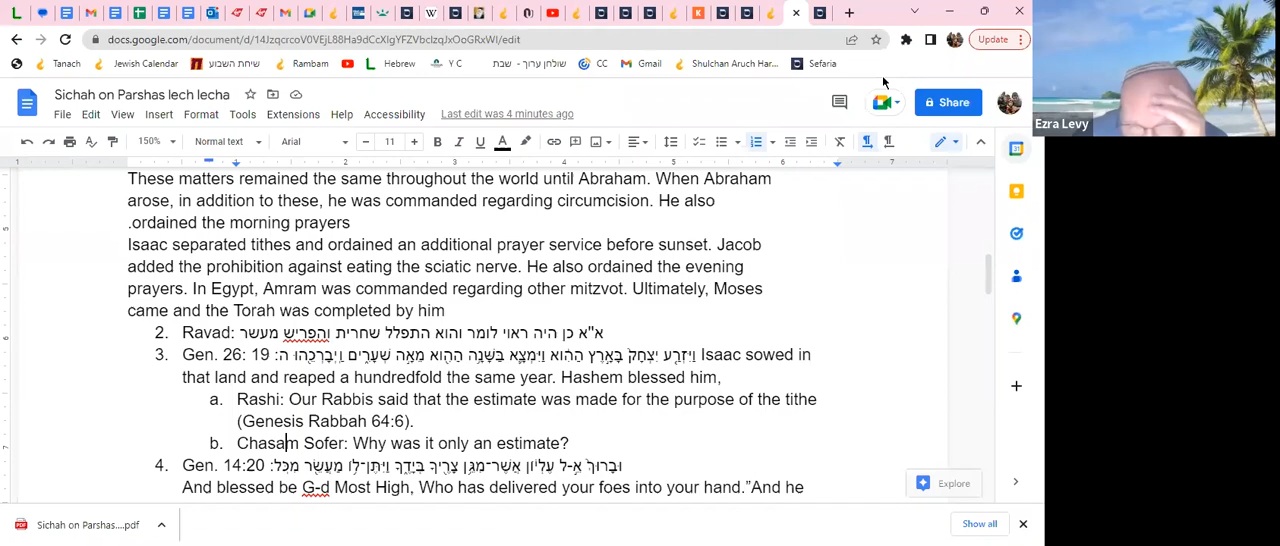 docs.google.com/document/d/14JzqcrcoV0VEjL88Ha9dCcXIgYFZVbcIzqJxOoGRxWI/edit
Update
Tanach Jewish Calendar שיחת השבוע Rambam Hebrew Y C שולחן ערוך - שבת CC Gmail Shulchan Aruch Har... Sefaria
Sichah on Parshas lech lecha
Share
Ezra Levy
File Edit View Insert Format Tools Extensions Help Accessibility Last edit was 4 minutes ago
150% Normal text Arial 11
These matters remained the same throughout the world until Abraham. When Abraham
arose, in addition to these, he was commanded regarding circumcision. He also
.ordained the morning prayers
Isaac separated tithes and ordained an additional prayer service before sunset. Jacob
added the prohibition against eating the sciatic nerve. He also ordained the evening
prayers. In Egypt, Amram was commanded regarding other mitzvot. Ultimately, Moses
came and the Torah was completed by him
2. Ravad: א"א כן היה ראוי לומר והוא התפלל שחרית והפריש מעשר
3. Gen. 26: 19 וַיִּזְרַ֤ע יִצְחָק֙ בָּאָ֣רֶץ הַהִ֔וא וַיִּמְצָ֛א בַּשָּׁנָ֥ה הַהִ֖וא מֵאָ֣ה שְׁעָרִ֑ים וַֽיְבָרְכֵ֖הוּ ה׃ Isaac sowed in
that land and reaped a hundredfold the same year. Hashem blessed him,
a. Rashi: Our Rabbis said that the estimate was made for the purpose of the tithe
(Genesis Rabbah 64:6).
b. Chasam Sofer: Why was it only an estimate?
4. Gen. 14:20 וּבָרוּךְ֙ אֵ֣-ל עֶלְי֔וֹן אֲשֶׁר־מִגֵּ֥ן צָרֶ֖יךָ בְּיָדֶ֑ךָ וַיִּתֶּן־ל֥וֹ מַעֲשֵׂ֖ר מִכֹּֽל׃
And blessed be G-d Most High, Who has delivered your foes into your hand.”And he
Explore
Sichah on Parshas....pdf
Show all